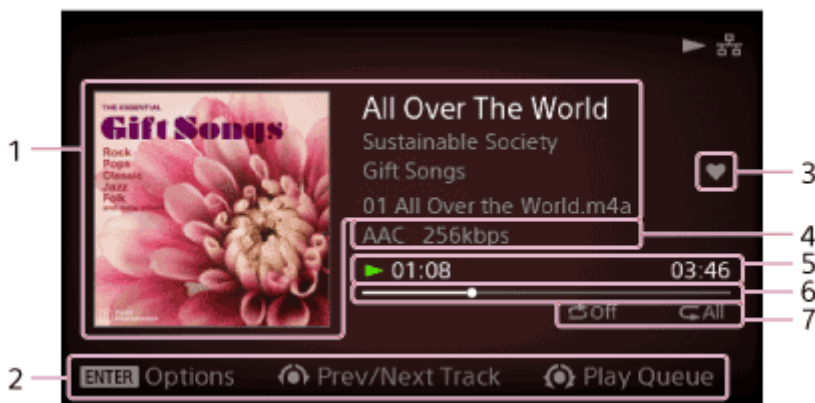 THE ESSENTIAL
Gift Songs
Rock
Pops
Classic
Jazz
Folk
All Over The World
Sustainable Society
Gift Songs
01 All Over the World.m4a
AAC 256kbps
01:08 03:46
Off All
ENTER Options Prev/Next Track Play Queue
1
2
3
4
5
6
7